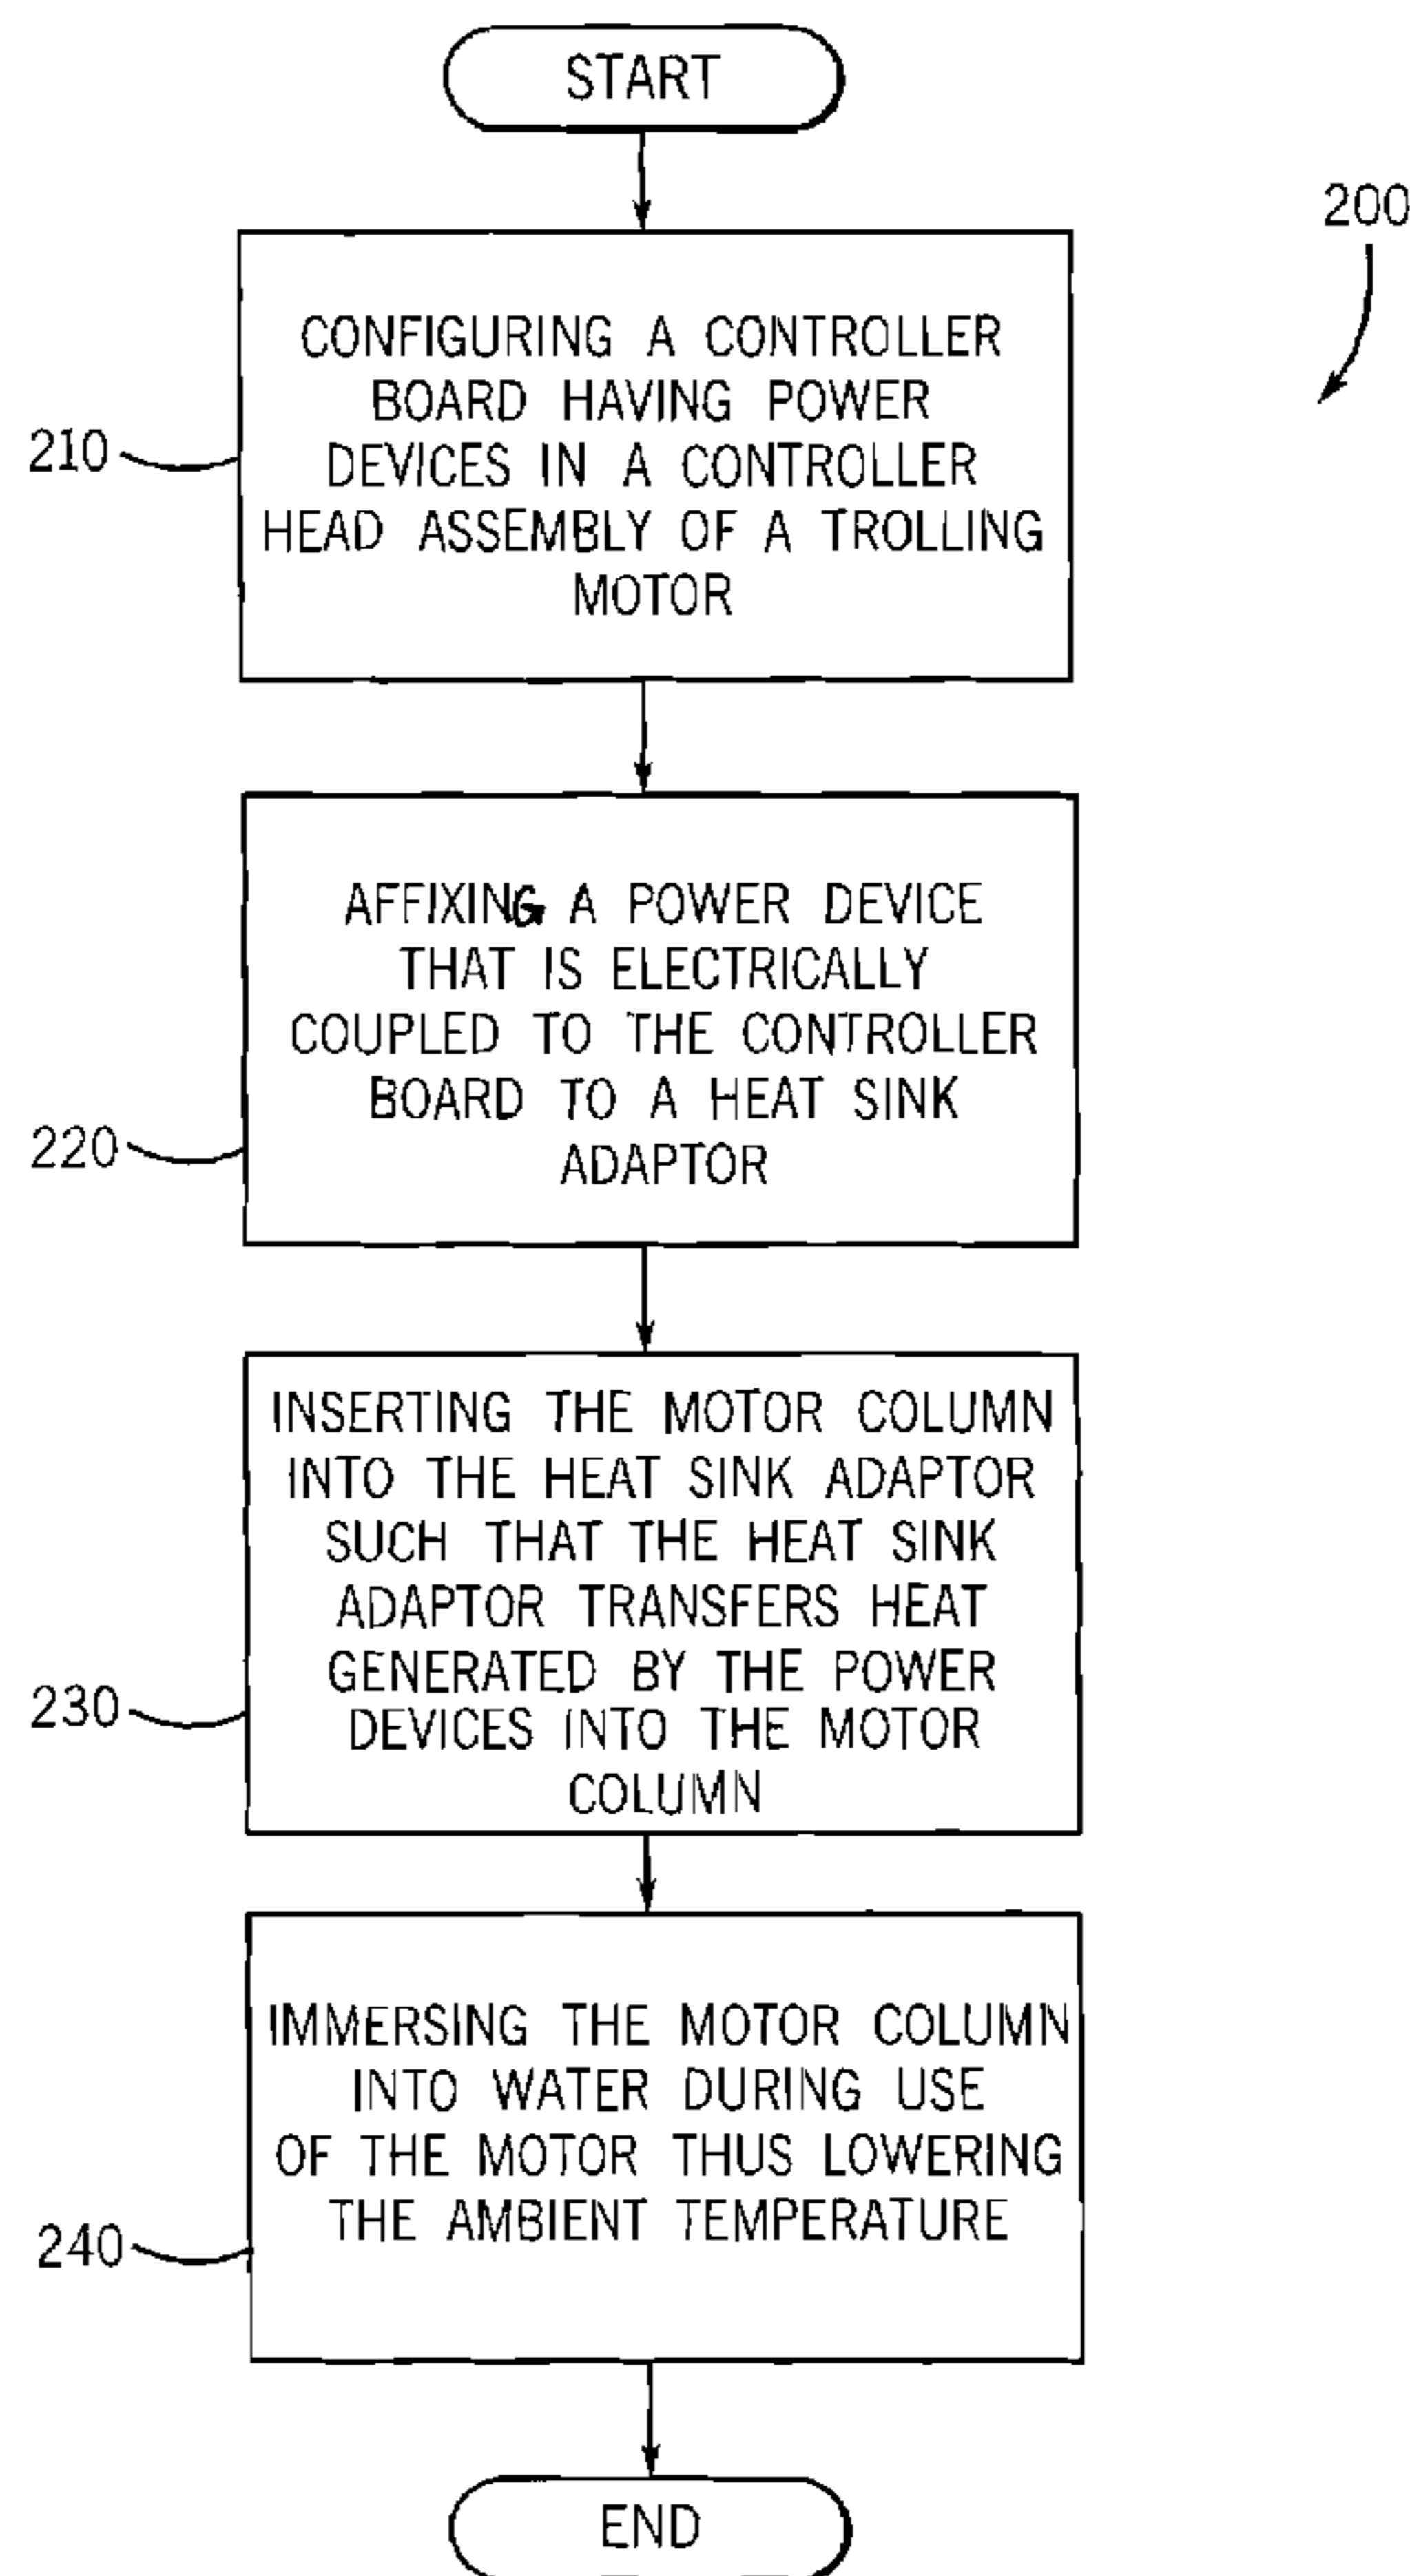 START
200
CONFIGURING A CONTROLLER
BOARD HAVING POWER
DEVICES IN A CONTROLLER
HEAD ASSEMBLY OF A TROLLING
MOTOR
210
AFFIXING A POWER DEVICE
THAT IS ELECTRICALLY
COUPLED TO THE CONTROLLER
BOARD TO A HEAT SINK
ADAPTOR
220
INSERTING THE MOTOR COLUMN
INTO THE HEAT SINK ADAPTOR
SUCH THAT THE HEAT SINK
ADAPTOR TRANSFERS HEAT
GENERATED BY THE POWER
DEVICES INTO THE MOTOR
COLUMN
230
IMMERSING THE MOTOR COLUMN
INTO WATER DURING USE
OF THE MOTOR THUS LOWERING
THE AMBIENT TEMPERATURE
240
END